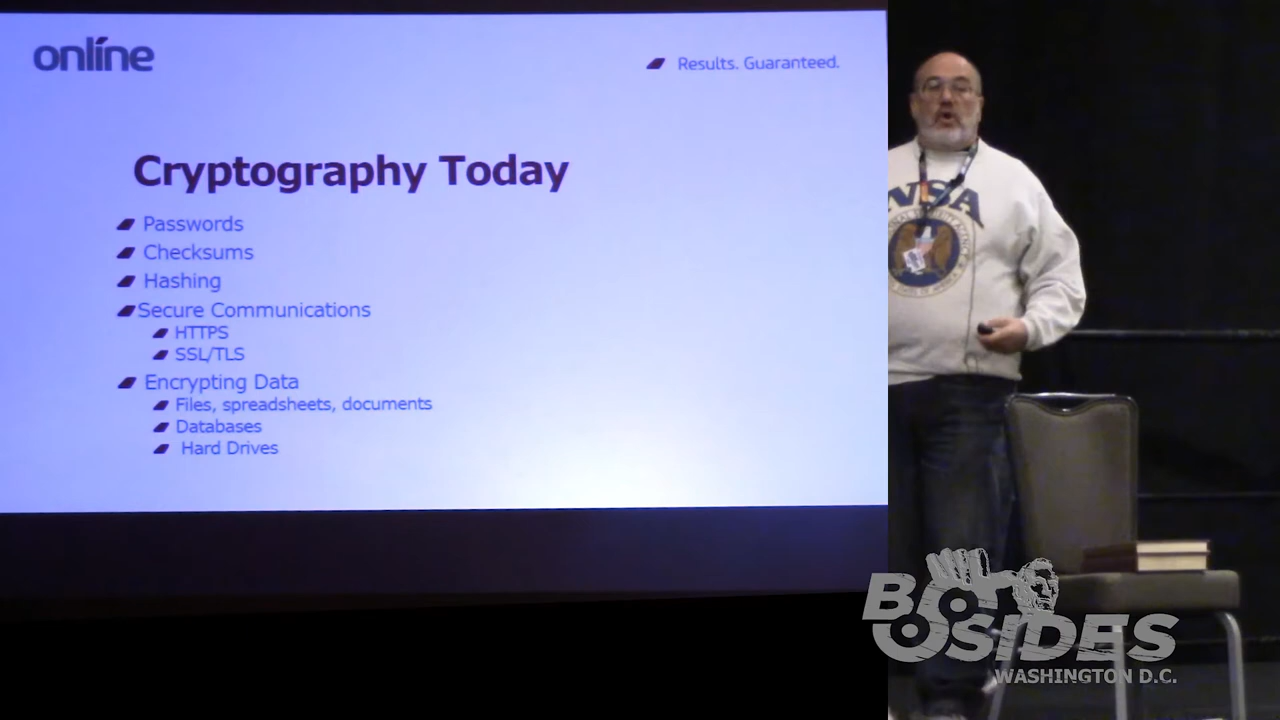 onlíne
Results. Guaranteed.
Cryptography Today
Passwords
Checksums
Hashing
Secure Communications
HTTPS
SSL/TLS
Encrypting Data
Files, spreadsheets, documents
Databases
Hard Drives
NSA
BSIDES
WASHINGTON D.C.